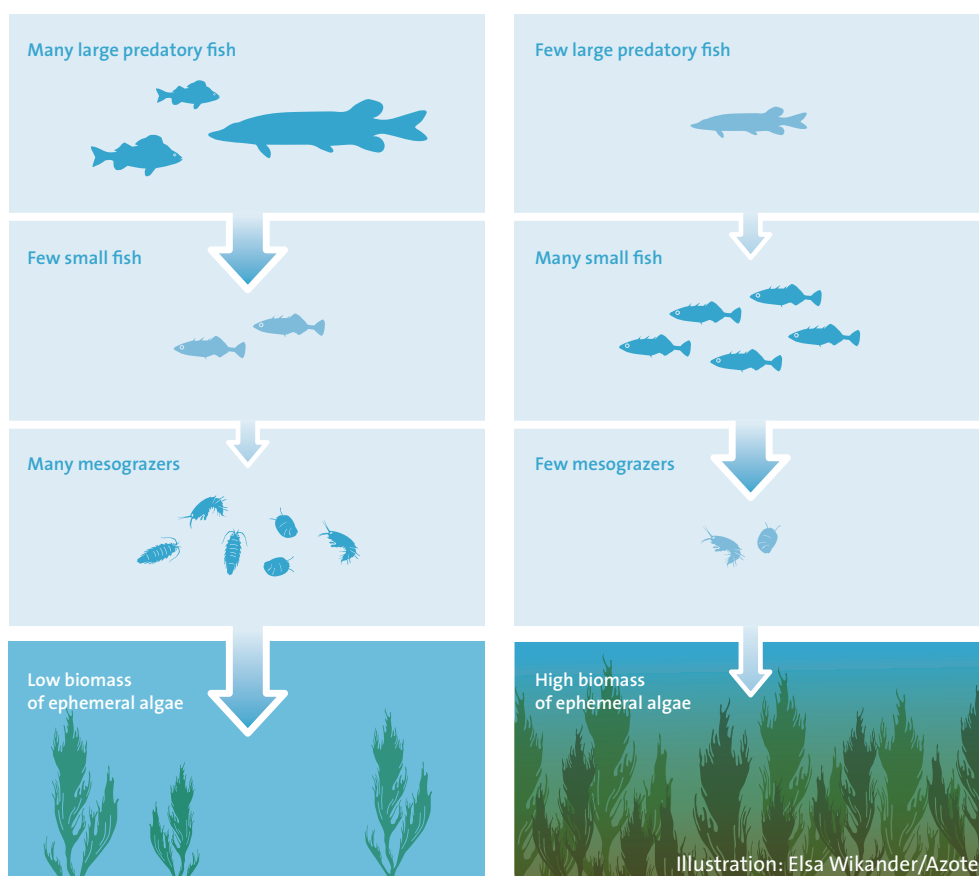 Many large predatory fish
Few small fish
Many mesograzers
Low biomass
of ephemeral algae
Few large predatory fish
Many small fish
Few mesograzers
High biomass
of ephemeral algae
Illustration: Elsa Wikander/Azote